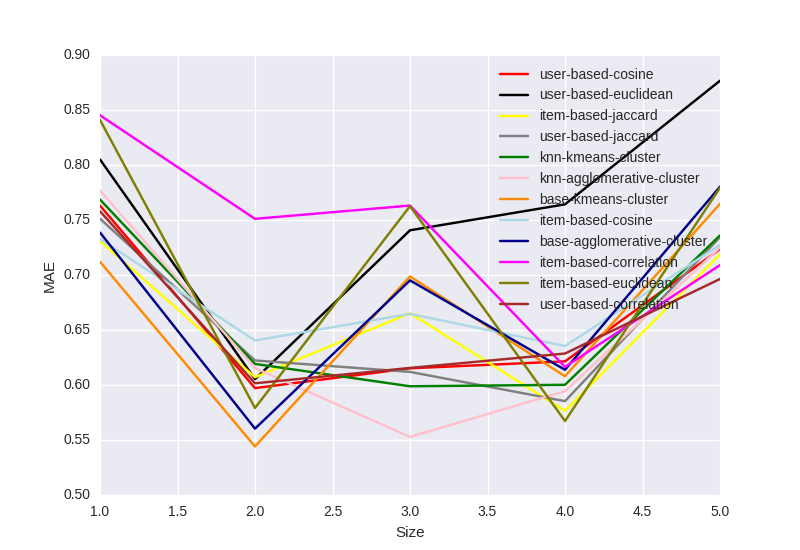 0.90
0.85
0.80
0.75
0.70
0.65
0.60
0.55
0.50
MAE
1.0 1.5 2.0 2.5 3.0 3.5 4.0 4.5 5.0
Size
user-based-cosine
user-based-euclidean
item-based-jaccard
user-based-jaccard
knn-kmeans-cluster
knn-agglomerative-cluster
base-kmeans-cluster
item-based-cosine
base-agglomerative-cluster
item-based-correlation
item-based-euclidean
user-based-correlation